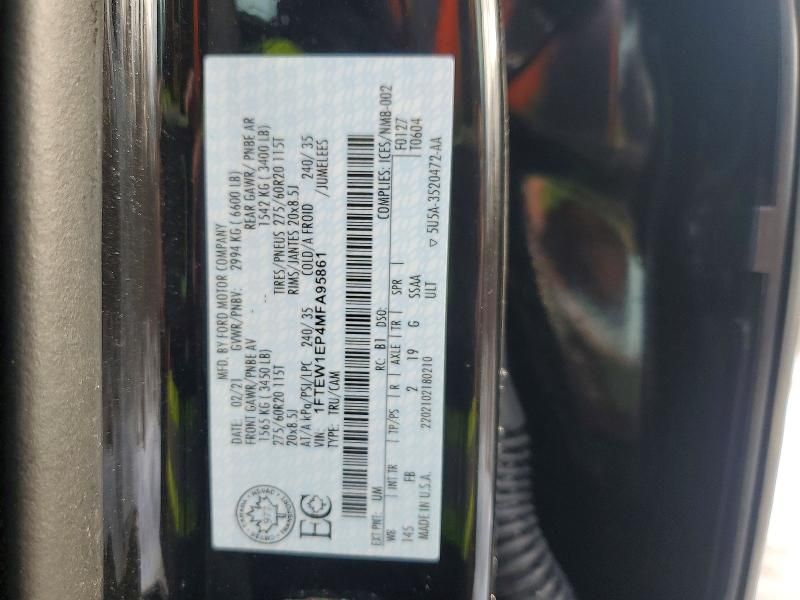 MFD. BY FORD MOTOR COMPANY
DATE: 02/21 GVWR/PNBV: 2994 KG ( 6600 LB)
FRONT GAWR/PNBE AV REAR GAWR/ PNBE AR
1565 KG ( 3450 LB) -- 1542 KG ( 3400 LB)
275/60R20 115T -- TIRES/PNEUS 275/60R20 115T
20x8.5J RIMS/JANTES 20x8.5J
AT/A kPa/PSI/LPC 240/ 35 COLD/A FROID 240/ 35
VIN: 1FTEW1EP4MFA95861 /JUMELEES
TYPE: TRU/CAM
EC
EXT PNT: UM RC: B1 DSO: COMPLIES: ICES/NMB-002
WB INT TR TP/PS R AXLE TR SPR F0127
145 FB 2 19 G SSAA T0604
ULT
MADE IN U.S.A. 2202102180210 ▽ 5U5A-3520472-AA